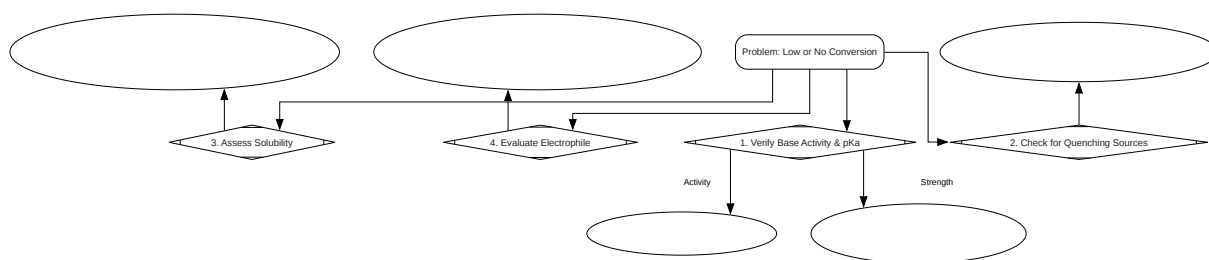 Problem: Low or No Conversion
3. Assess Solubility
4. Evaluate Electrophile
1. Verify Base Activity & pKa
2. Check for Quenching Sources
Activity
Strength